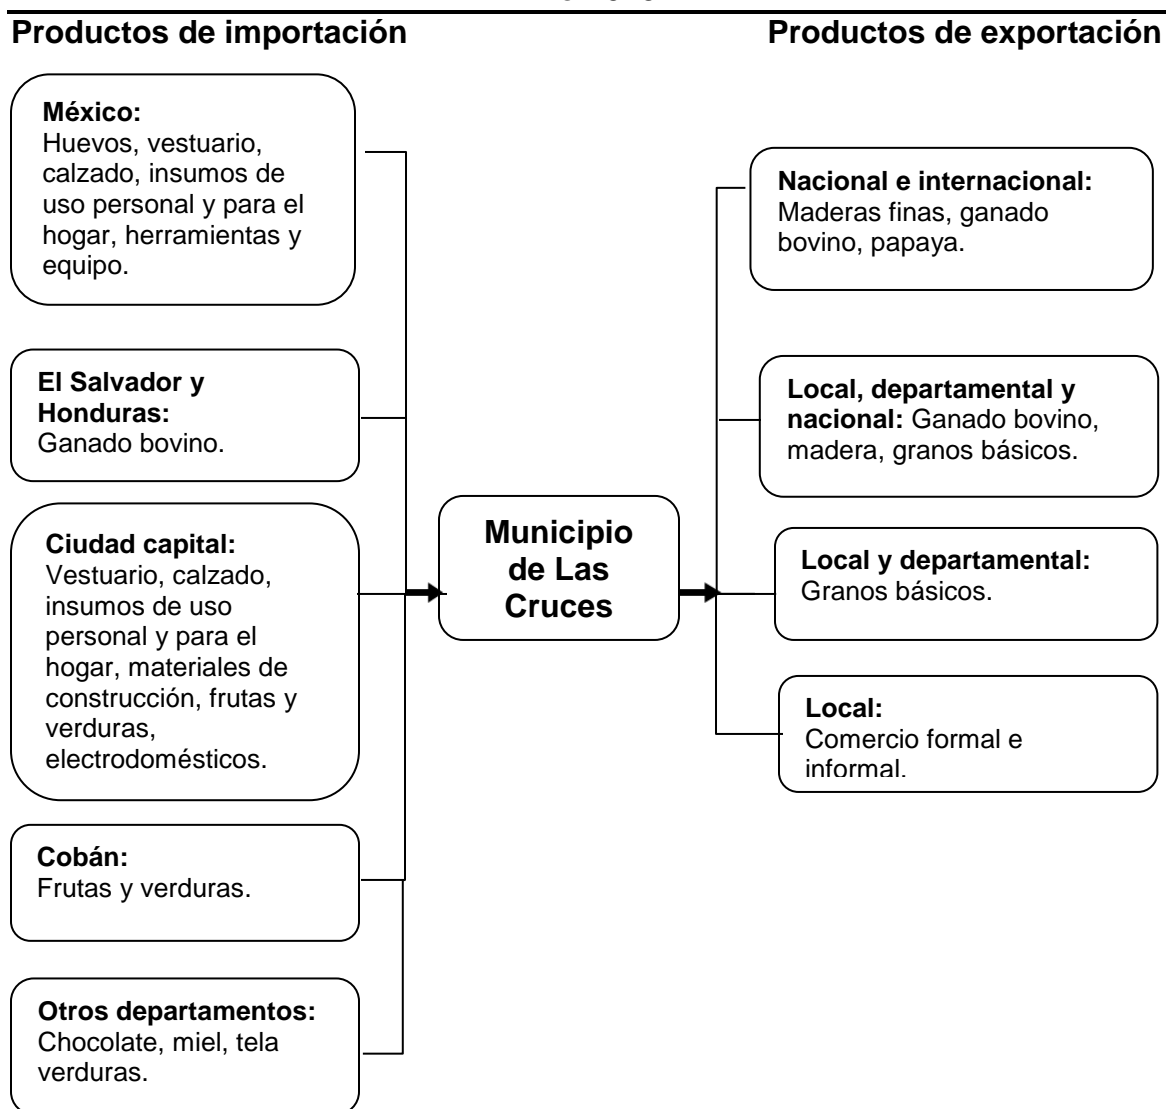 Productos de importación
Productos de exportación
México:
Huevos, vestuario,
calzado, insumos de
uso personal y para el
hogar, herramientas y
equipo.
El Salvador y
Honduras:
Ganado bovino.
Ciudad capital:
Vestuario, calzado,
insumos de uso
personal y para el
hogar, materiales de
construcción, frutas y
verduras,
electrodomésticos.
Cobán:
Frutas y verduras.
Otros departamentos:
Chocolate, miel, tela
verduras.
Municipio
de Las
Cruces
Nacional e internacional:
Maderas finas, ganado
bovino, papaya.
Local, departamental y
nacional: Ganado bovino,
madera, granos básicos.
Local y departamental:
Granos básicos.
Local:
Comercio formal e
informal.